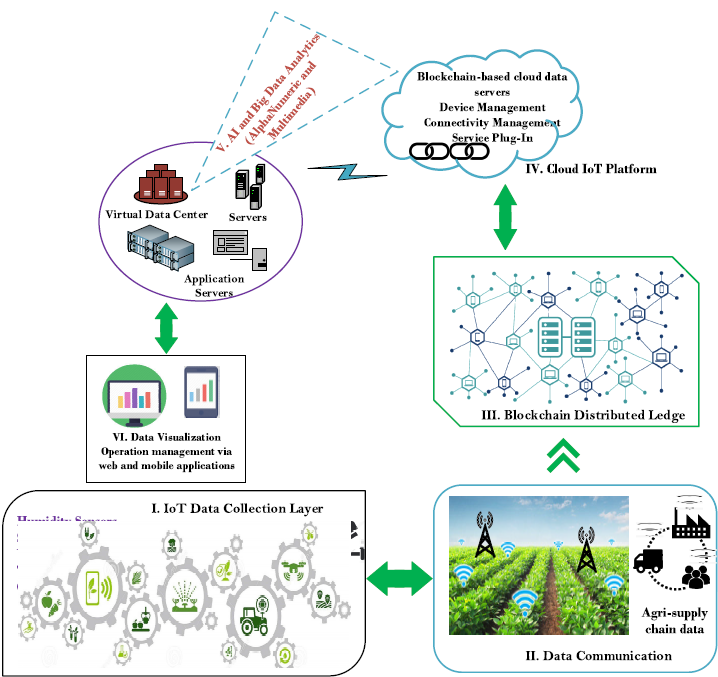 V. AI and Big Data Analytics
(AlphaNumeric and
Multimedia)
Blockchain-based cloud data
servers
Device Management
Connectivity Management
Service Plug-In
IV. Cloud IoT Platform
Virtual Data Center
Servers
Application
Servers
III. Blockchain Distributed Ledge
VI. Data Visualization
Operation management via
web and mobile applications
I. IoT Data Collection Layer
Agri-supply
chain data
II. Data Communication